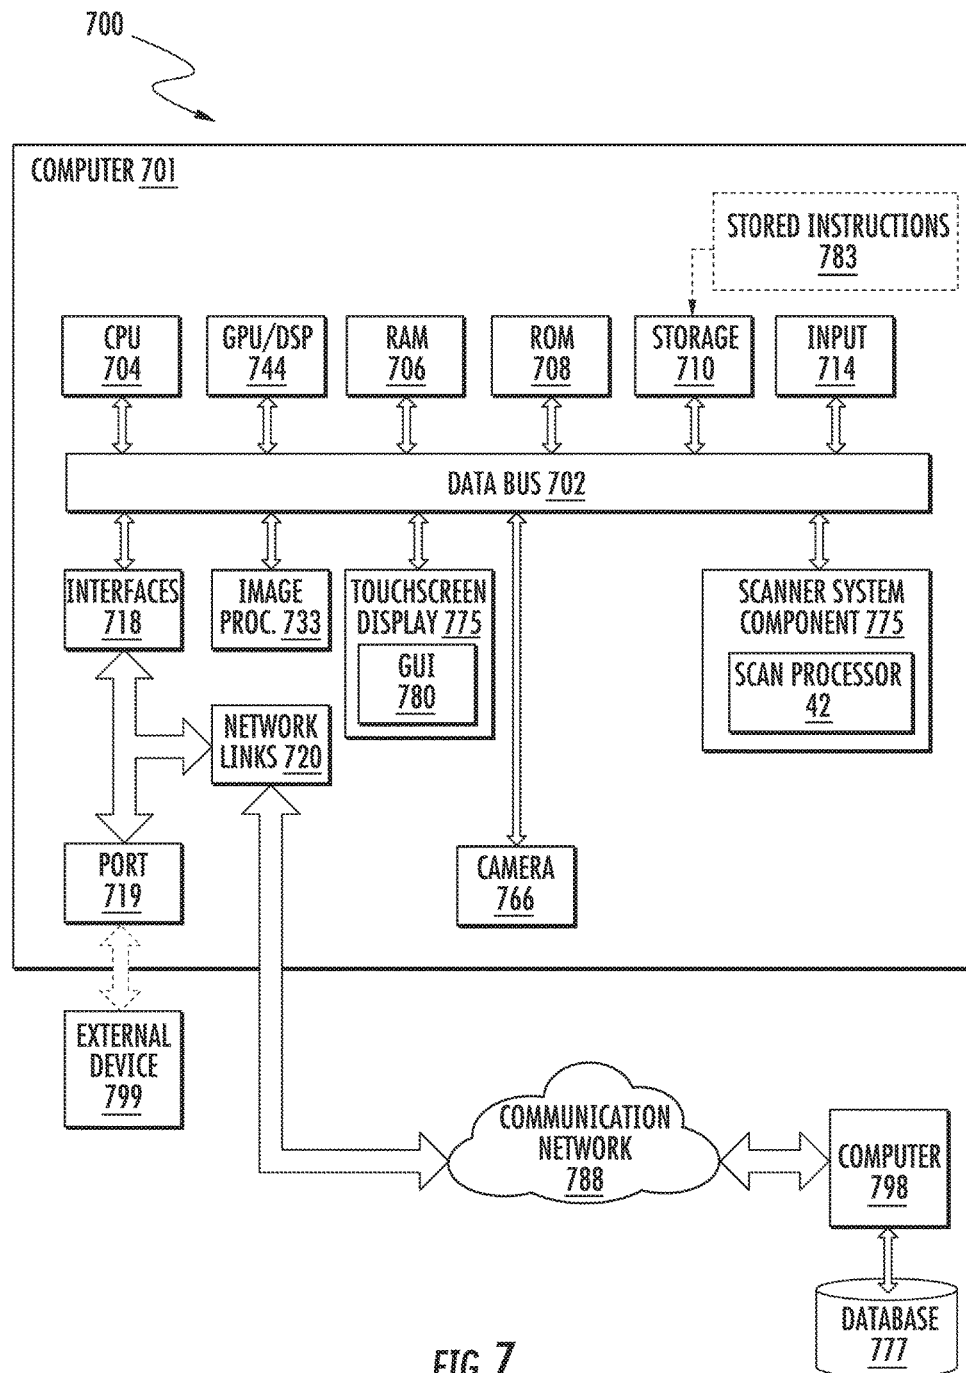 700
COMPUTER 701
STORED INSTRUCTIONS
783
CPU
704
GPU/DSP
744
RAM
706
ROM
708
STORAGE
710
INPUT
714
DATA BUS 702
INTERFACES
718
IMAGE
PROC. 733
TOUCHSCREEN
DISPLAY 775
GUI
780
SCANNER SYSTEM
COMPONENT 775
SCAN PROCESSOR
42
NETWORK
LINKS 720
PORT
719
CAMERA
766
EXTERNAL
DEVICE
799
COMMUNICATION
NETWORK
788
COMPUTER
798
DATABASE
777
FIG. 7